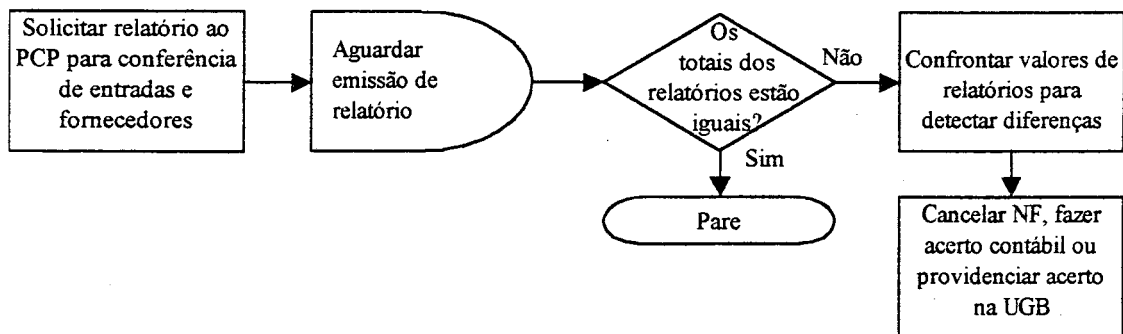 Solicitar relatório ao
PCP para conferência
de entradas e
fornecedores
Aguardar
emissão de
relatório
Os
totais dos
relatórios estão
iguais?
Não
Sim
Pare
Confrontar valores de
relatórios para
detectar diferenças
Cancelar NF, fazer
acerto contábil ou
providenciar acerto
na UGB